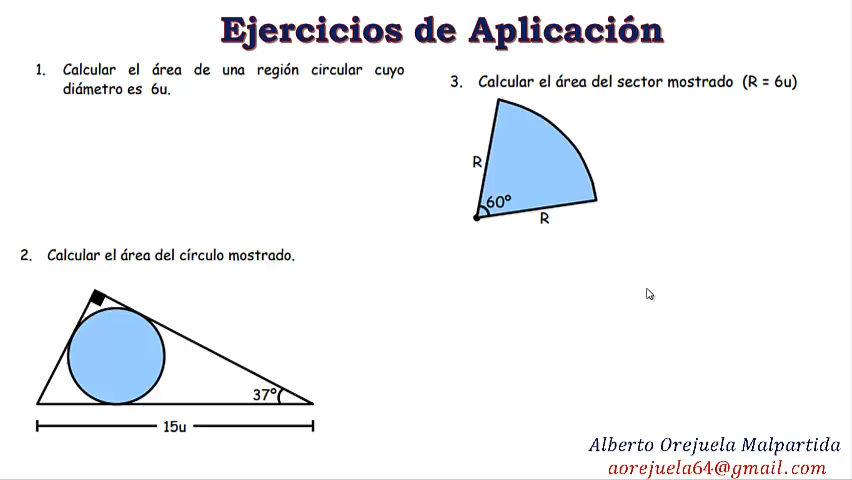 Ejercicios de Aplicación
1. Calcular el área de una región circular cuyo
diámetro es 6u.
2. Calcular el área del círculo mostrado.
37°
15u
3. Calcular el área del sector mostrado (R = 6u)
R
60°
R
Alberto Orejuela Malpartida
aorejuela64@gmail.com